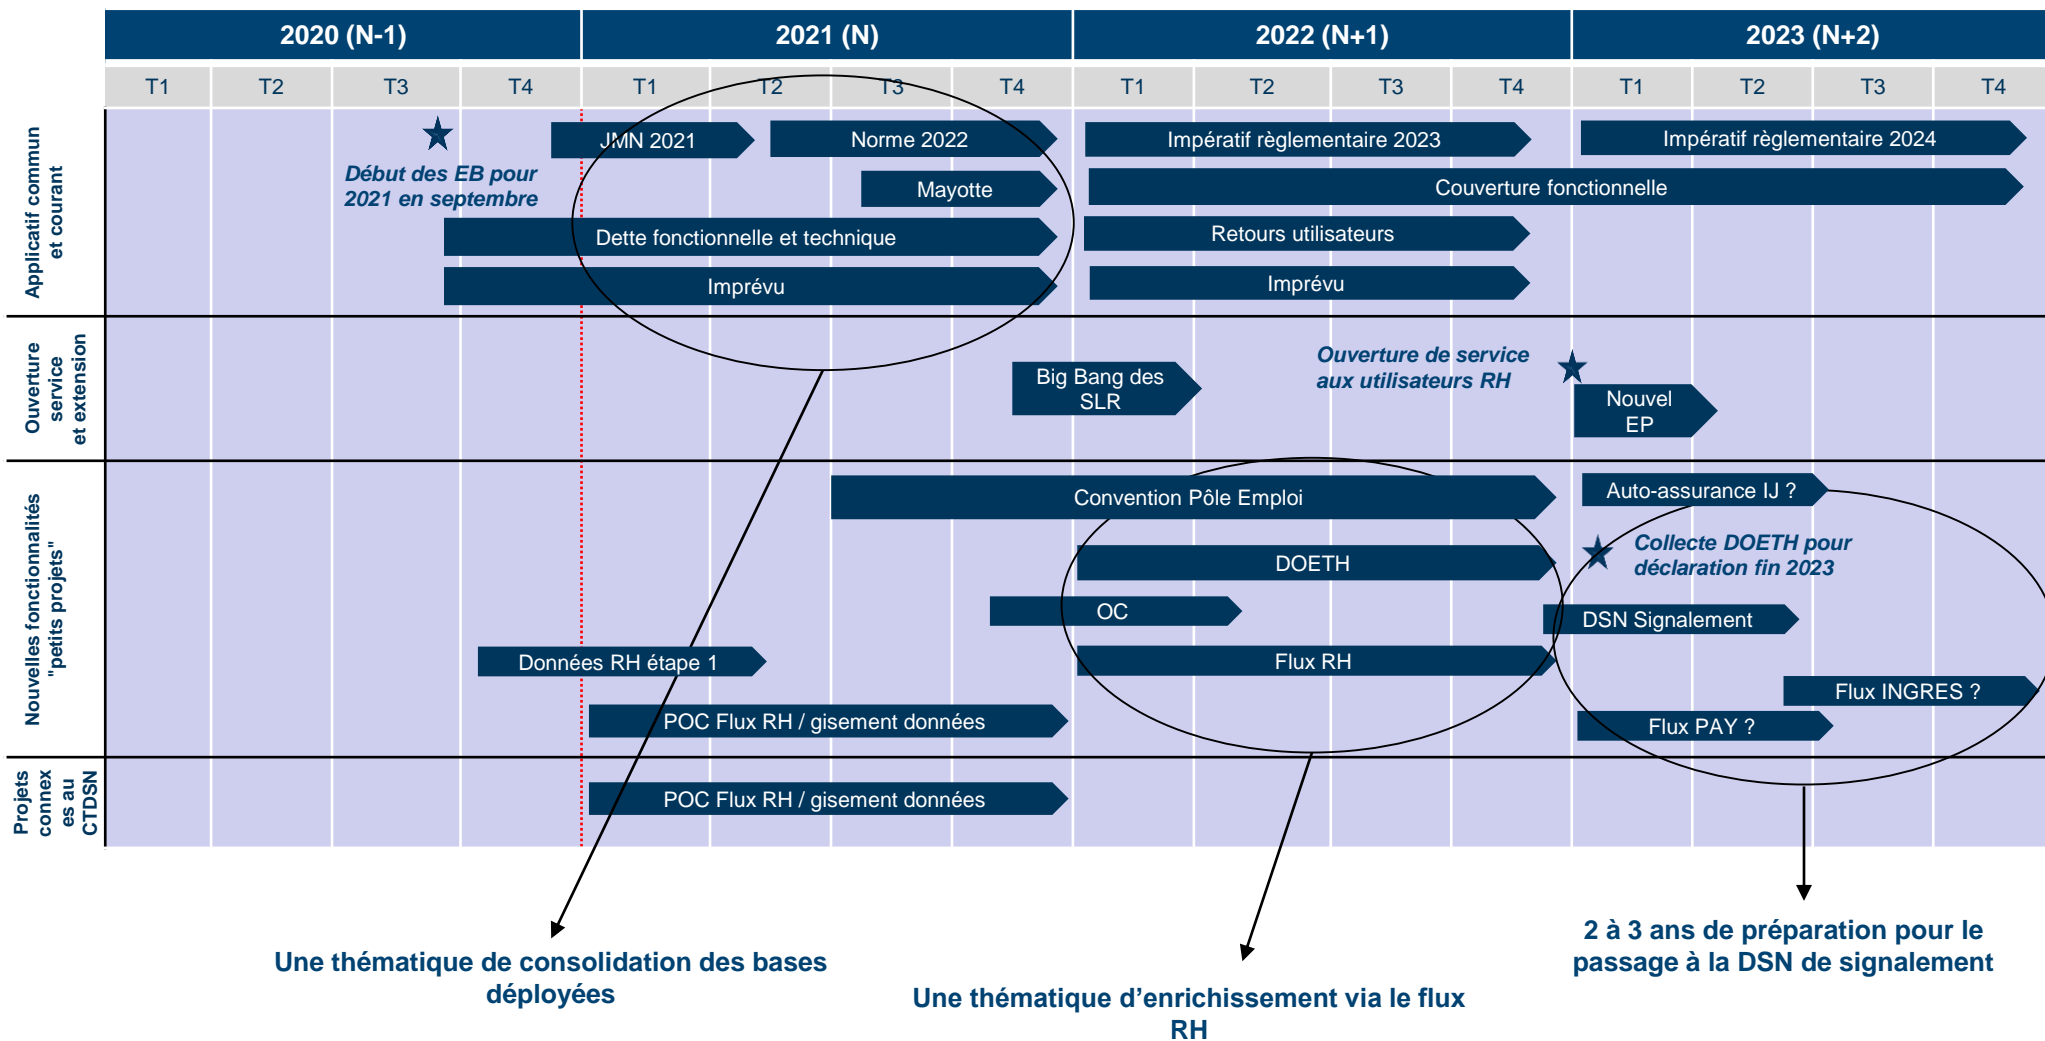 2020 (N-1)
2021 (N)
2022 (N+1)
2023 (N+2)
T1
T2
T3
T4
T1
T2
T3
T4
T1
T2
T3
T4
T1
T2
T3
T4
Applicatif commun
et courant
JMN 2021
Norme 2022
Impératif règlementaire 2023
Impératif règlementaire 2024
Début des EB pour
2021 en septembre
Mayotte
Couverture fonctionnelle
Dette fonctionnelle et technique
Retours utilisateurs
Imprévu
Imprévu
Ouverture
service
et extension
Big Bang des
SLR
Ouverture de service
aux utilisateurs RH
Nouvel
EP
Nouvelles fonctionnalités
"petits projets"
Convention Pôle Emploi
Auto-assurance IJ ?
DOETH
Collecte DOETH pour
déclaration fin 2023
OC
DSN Signalement
Données RH étape 1
Flux RH
Flux INGRES ?
POC Flux RH / gisement données
Flux PAY ?
Projets
connex
es au
CTDSN
POC Flux RH / gisement données
Une thématique de consolidation des bases
déployées
Une thématique d’enrichissement via le flux
RH
2 à 3 ans de préparation pour le
passage à la DSN de signalement